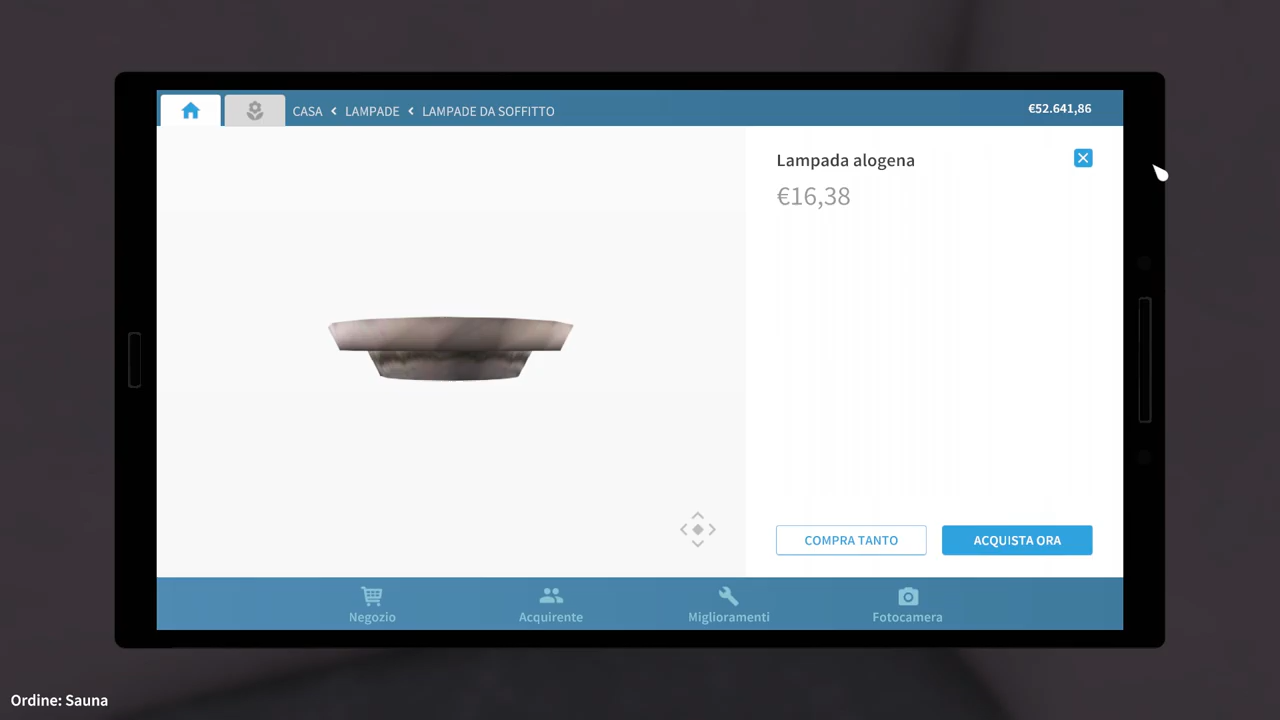 CASA < LAMPADE < LAMPADE DA SOFFITTO
€52.641,86
Lampada alogena
€16,38
COMPRA TANTO
ACQUISTA ORA
Negozio
Acquirente
Miglioramenti
Fotocamera
Ordine: Sauna